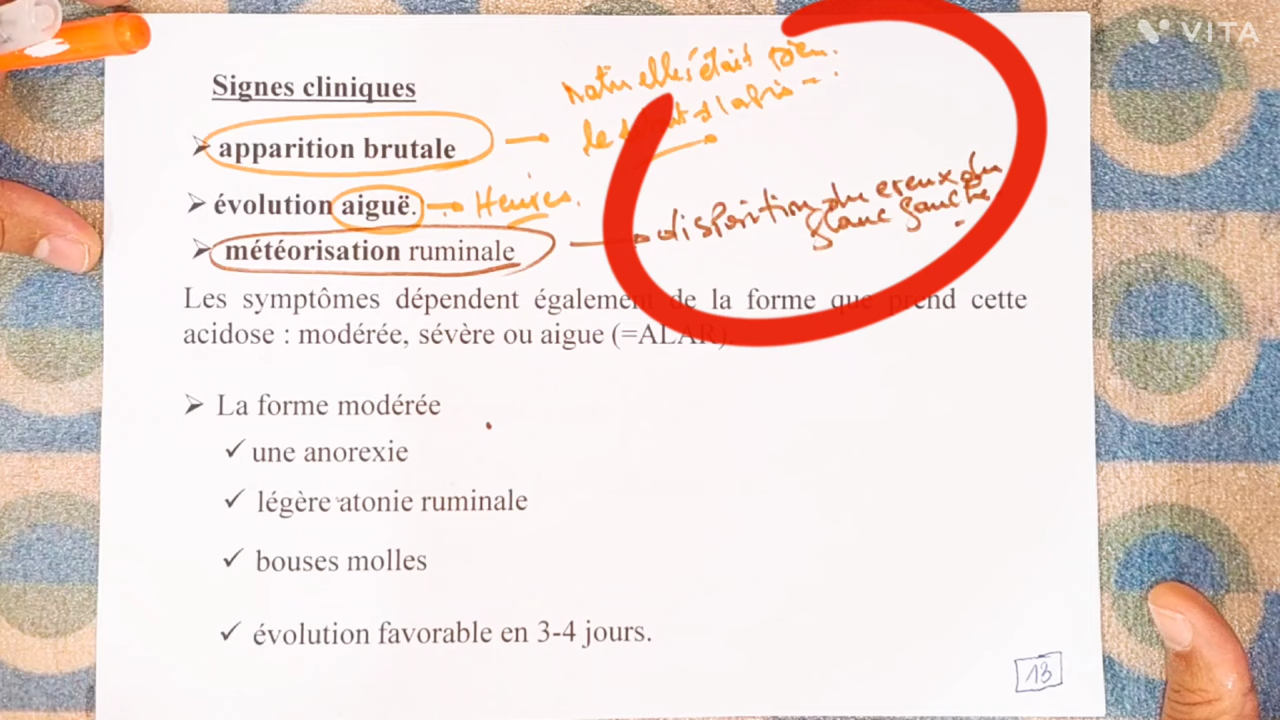 VITA
Signes cliniques
➤ apparition brutale
le
➤ évolution aiguë. Heures.
➤ météorisation ruminale
du creux du
gauche
Les symptômes dépendent également de la forme que prend cette
acidose : modérée, sévère ou aigue (=ALAR).
➤ La forme modérée
✓ une anorexie
✓ légère atonie ruminale
✓ bouses molles
✓ évolution favorable en 3-4 jours.
13